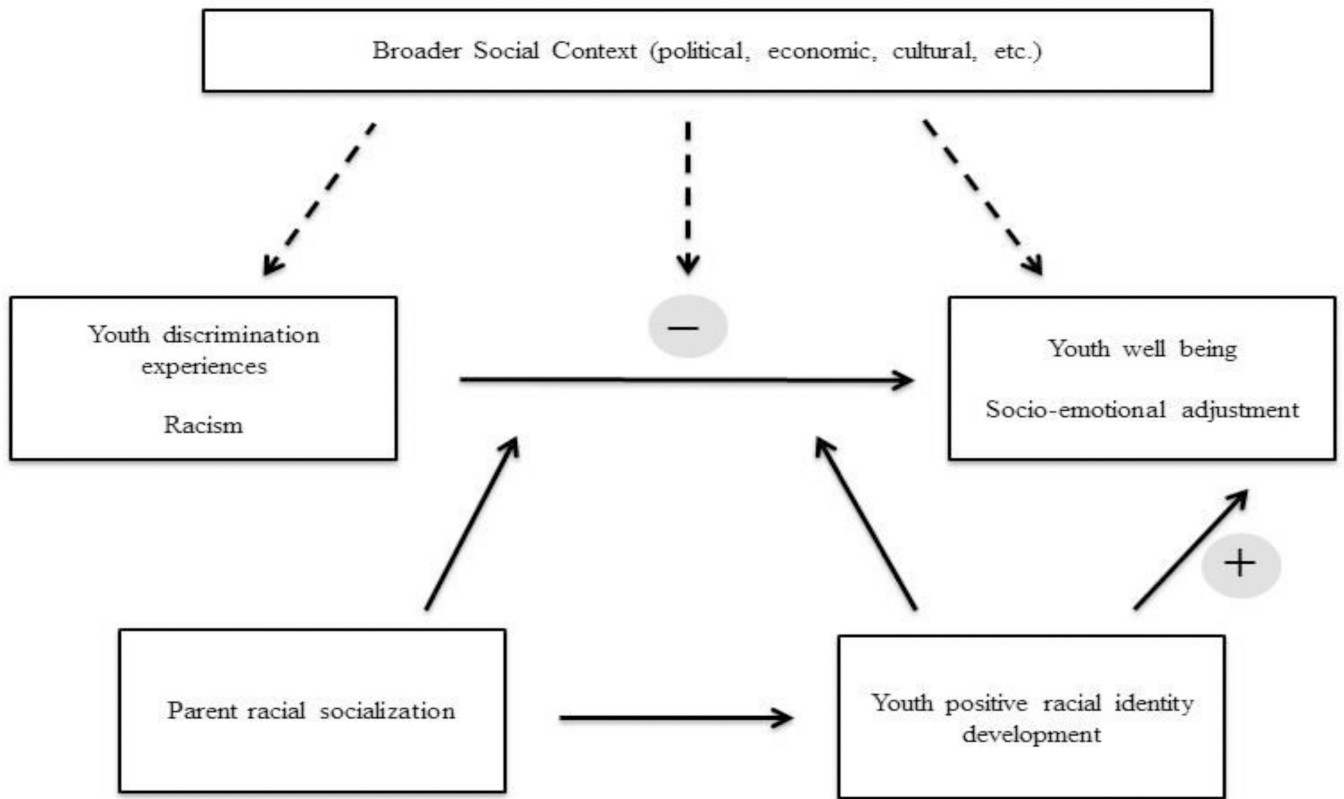 Broader Social Context (political, economic, cultural, etc.)
Youth discrimination
experiences
Racism
–
Youth well being
Socio-emotional adjustment
+
Parent racial socialization
Youth positive racial identity
development